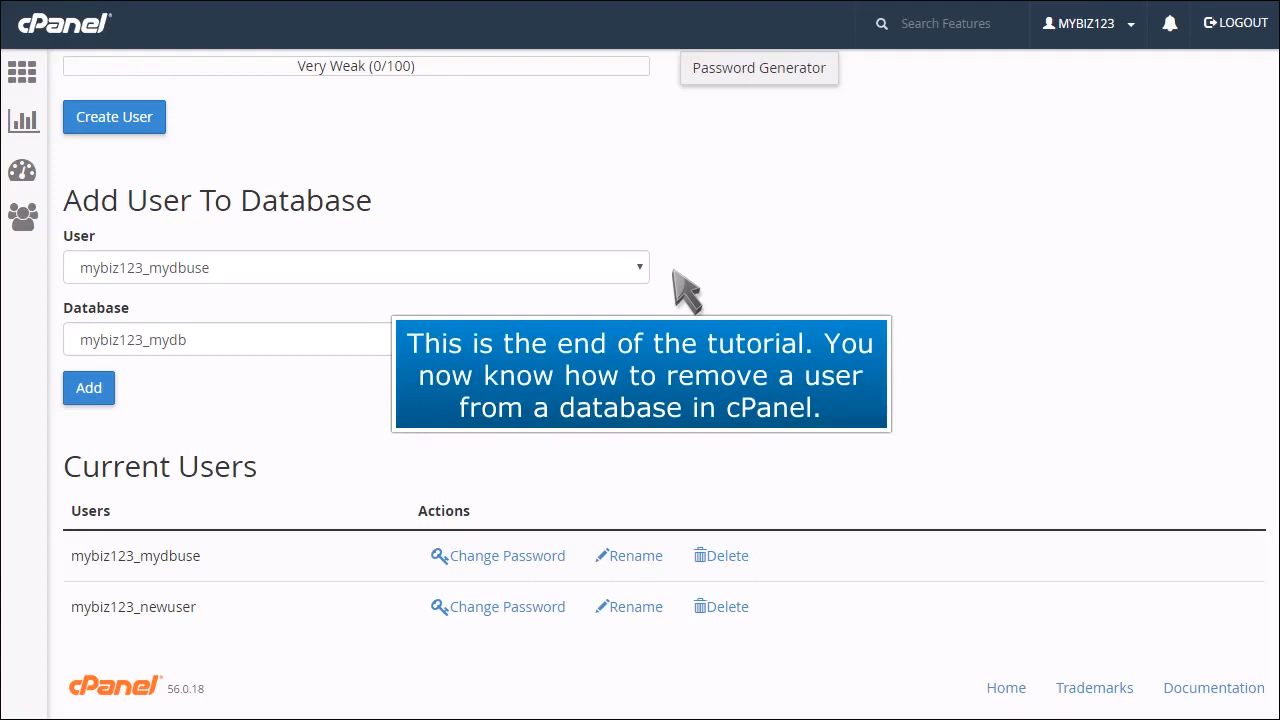 cPanel
Search Features
MYBIZ123
LOGOUT
Very Weak (0/100)
Password Generator
Create User
Add User To Database
User
mybiz123_mydbuse
Database
mybiz123_mydb
Add
This is the end of the tutorial. You
now know how to remove a user
from a database in cPanel.
Current Users
Users Actions
mybiz123_mydbuse Change Password Rename Delete
mybiz123_newuser Change Password Rename Delete
cPanel 56.0.18 Home Trademarks Documentation